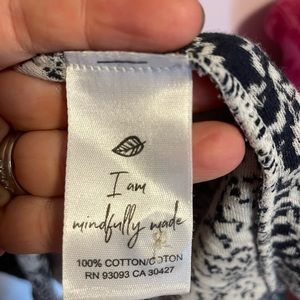 I am
mindfully made
100% COTTON/COTON
RN 93093 CA 30427